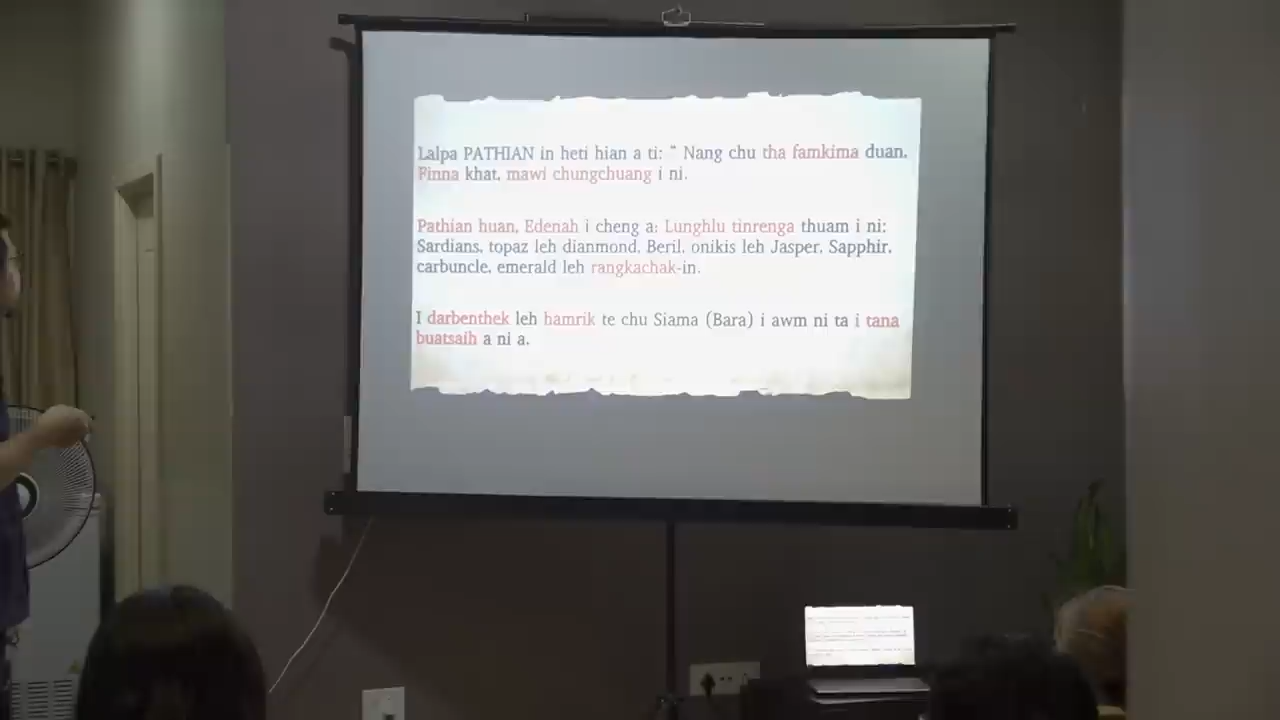 Lalpa PATHIAN in heti hian a ti: “ Nang chu tha famkima duan,
Finna khat, mawi chungchuang i ni.
Pathian huan, Edenah i cheng a; Lunghlu tinrenga thuam i ni;
Sardians, topaz leh dianmond, Beril, onikis leh Jasper, Sapphir,
carbuncle, emerald leh rangkachak-in.
I darbenthek leh hamrik te chu Siama (Bara) i awm ni ta i tana
buatsaih a ni a.